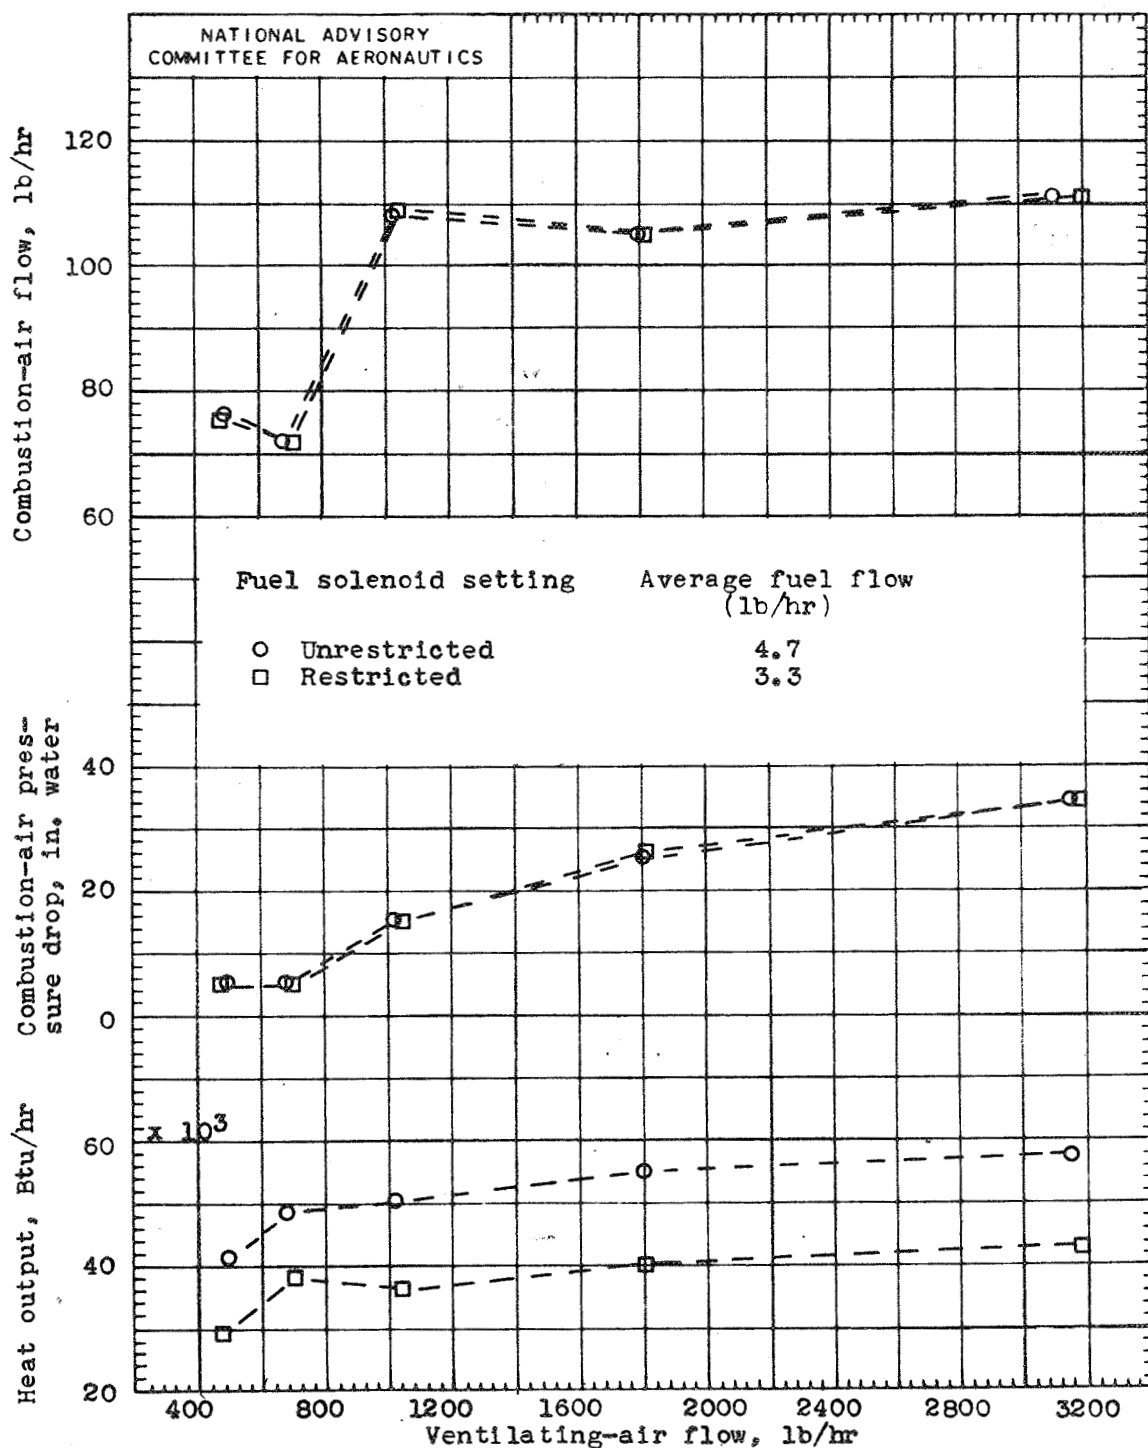 NATIONAL ADVISORY
COMMITTEE FOR AERONAUTICS
Combustion-air flow, lb/hr
120
100
80
60
Fuel solenoid setting Average fuel flow
(lb/hr)
○ Unrestricted 4.7
□ Restricted 3.3
Combustion-air pres-
sure drop, in. water
40
20
0
Heat output, Btu/hr
x 10³
60
40
20
400 800 1200 1600 2000 2400 2800 3200
Ventilating-air flow, lb/hr